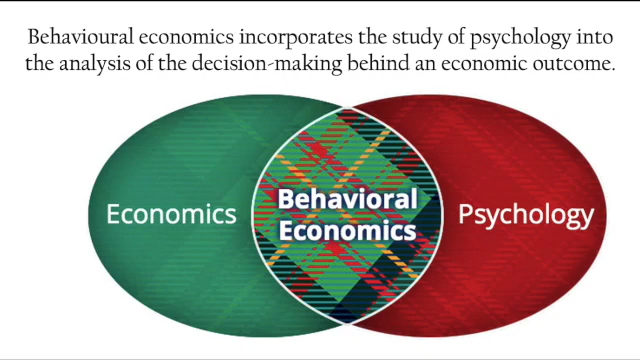 Behavioural economics incorporates the study of psychology into
the analysis of the decision-making behind an economic outcome.
Economics
Behavioral
Economics
Psychology